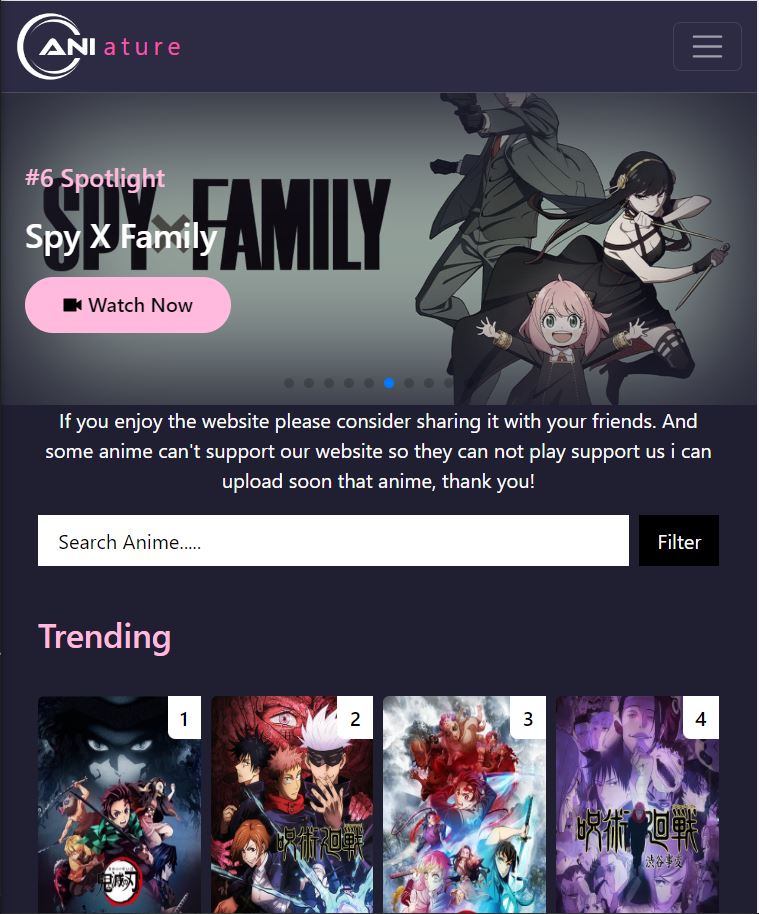 ANI ature
#6 Spotlight
SPY×FAMILY
Spy X Family
Watch Now
If you enjoy the website please consider sharing it with your friends. And
some anime can't support our website so they can not play support us i can
upload soon that anime, thank you!
Search Anime.....
Filter
Trending
1
2
3
4
鬼滅刃
呪術廻戦
呪術廻戦
渋谷事変